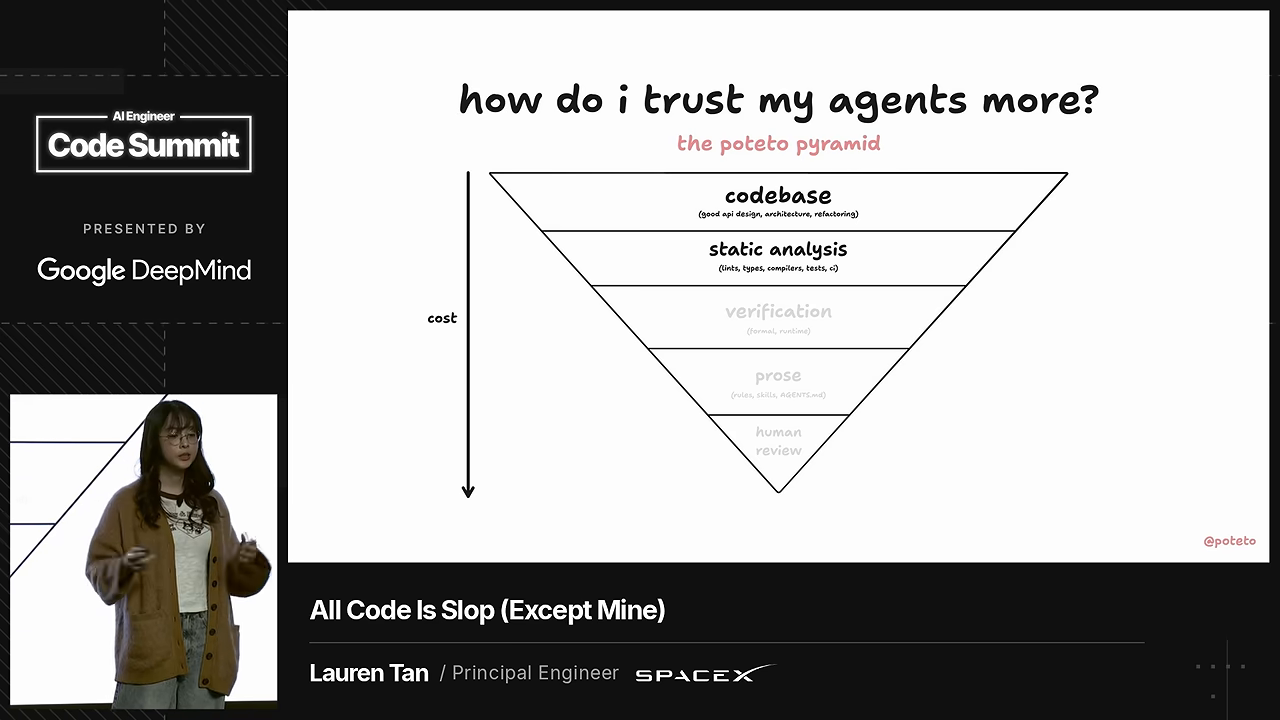 AI Engineer
Code Summit
PRESENTED BY
Google DeepMind
how do i trust my agents more?
the poteto pyramid
codebase
(good api design, architecture, refactoring)
static analysis
(lints, types, compilers, tests, ci)
verification
(formal, runtime)
prose
(rules, skills, AGENTS.md)
human
review
cost
@poteto
All Code Is Slop (Except Mine)
Lauren Tan / Principal Engineer SPACEX